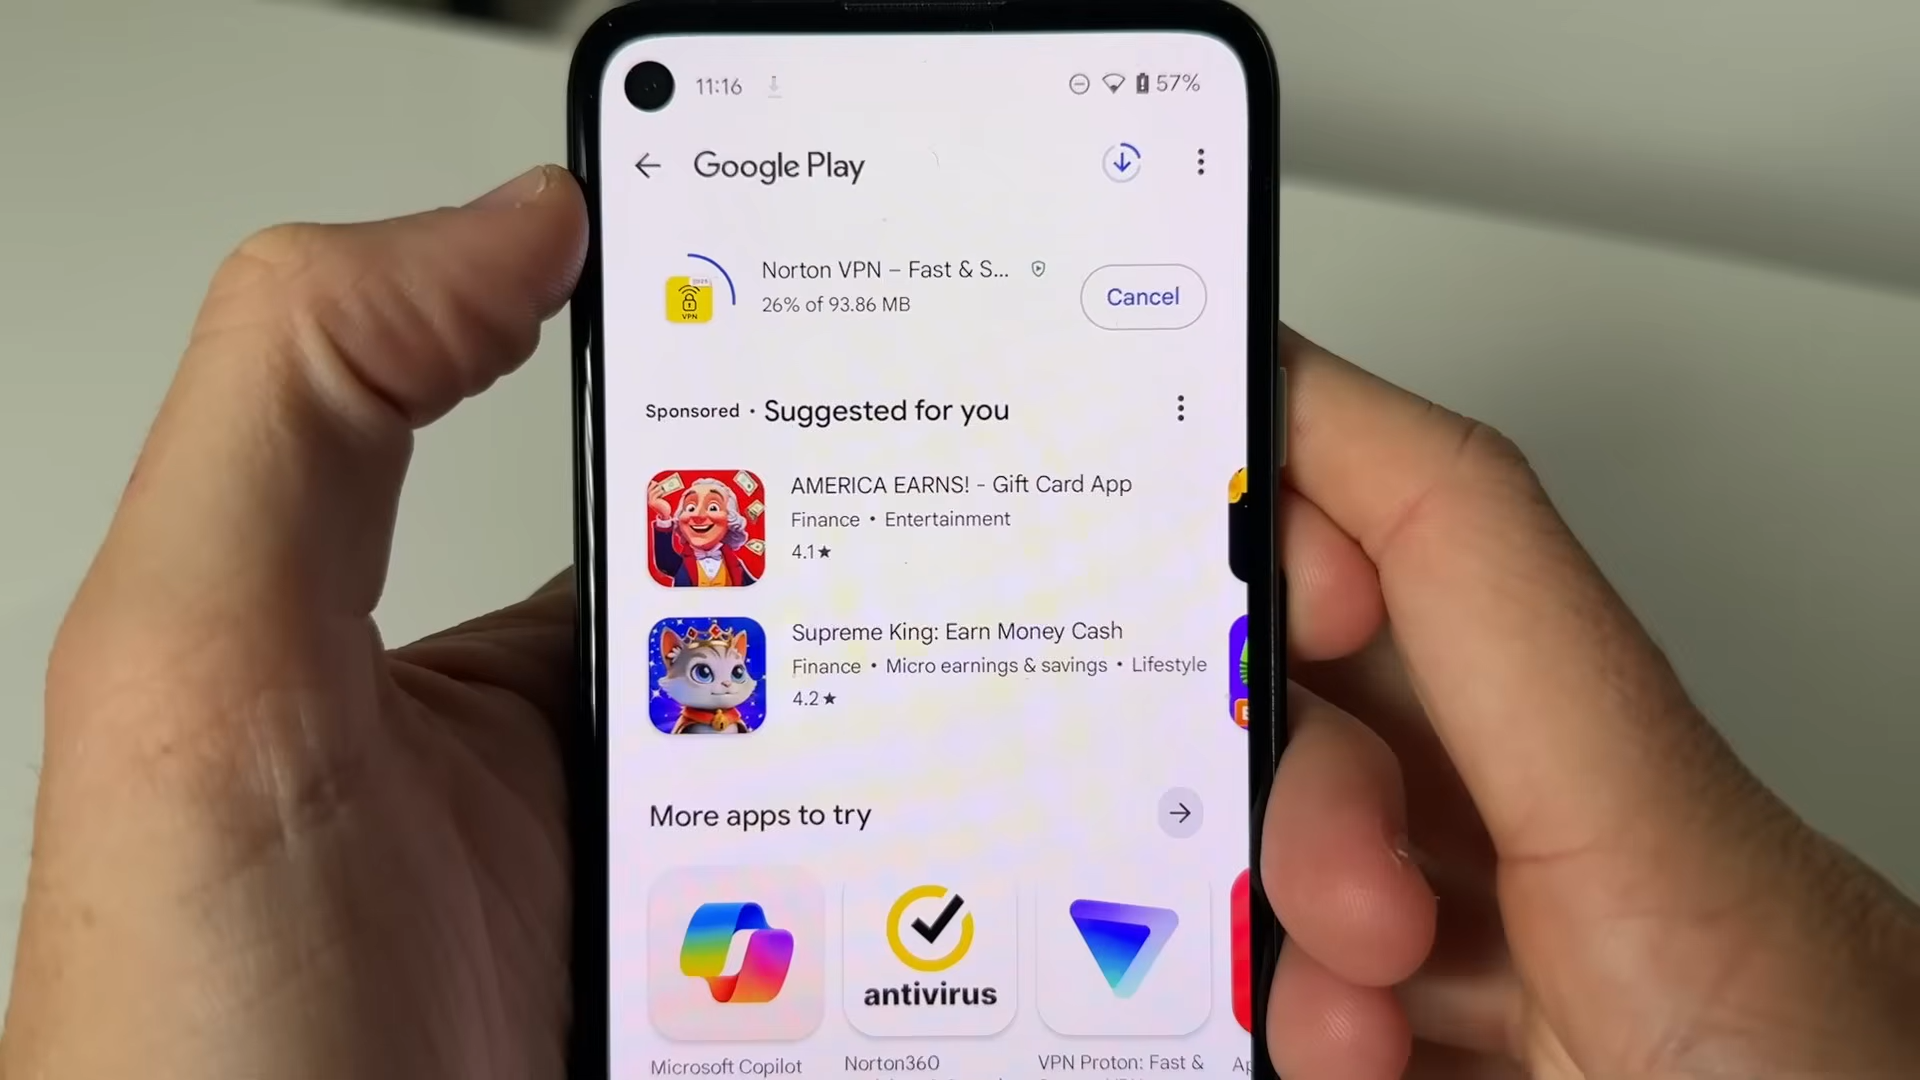 11:16
57%
Google Play
Norton VPN – Fast & S...
26% of 93.86 MB
Cancel
VPN
Sponsored • Suggested for you
AMERICA EARNS! - Gift Card App
Finance • Entertainment
4.1★
Supreme King: Earn Money Cash
Finance • Micro earnings & savings • Lifestyle
4.2★
More apps to try
antivirus
Microsoft Copilot
Norton360
VPN Proton: Fast &